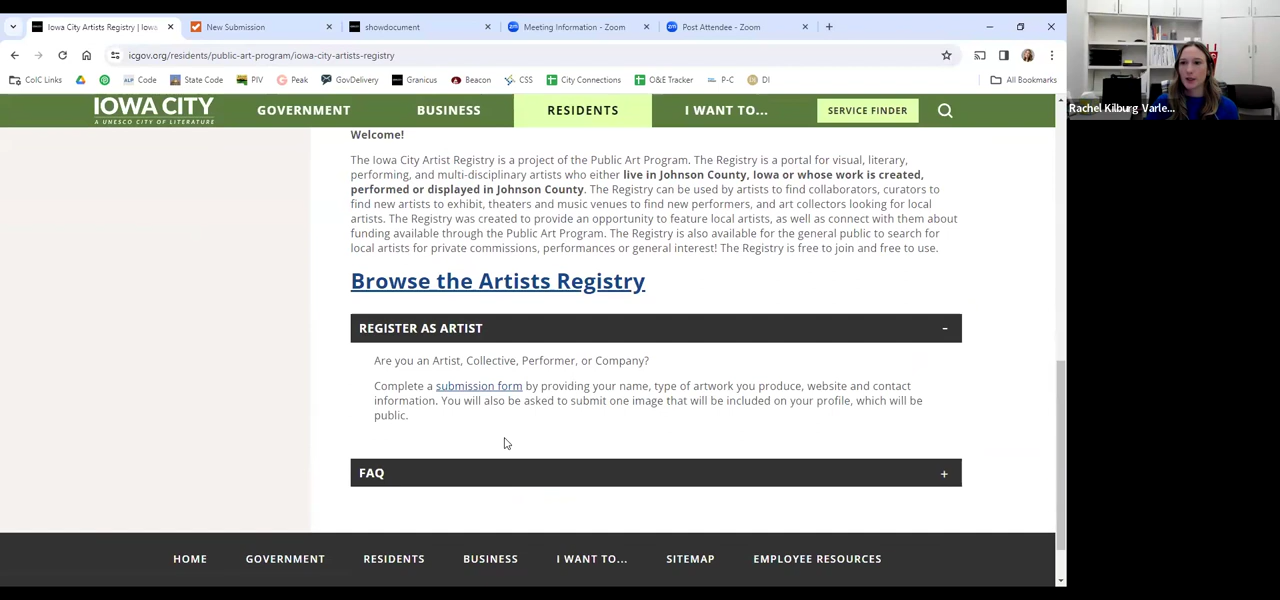 Iowa City Artists Registry | Iowa
New Submission
showdocument
Meeting Information - Zoom
Post Attendee - Zoom
icgov.org/residents/public-art-program/iowa-city-artists-registry
CoIC Links
Code
State Code
PIV
Peak
GovDelivery
Granicus
Beacon
CSS
City Connections
O&E Tracker
P-C
DI
All Bookmarks
Rachel Kilburg Varle...
IOWA CITY
A UNESCO CITY OF LITERATURE
GOVERNMENT
BUSINESS
RESIDENTS
I WANT TO...
SERVICE FINDER
Welcome!
The Iowa City Artist Registry is a project of the Public Art Program. The Registry is a portal for visual, literary,
performing, and multi-disciplinary artists who either live in Johnson County, Iowa or whose work is created,
performed or displayed in Johnson County. The Registry can be used by artists to find collaborators, curators to
find new artists to exhibit, theaters and music venues to find new performers, and art collectors looking for local
artists. The Registry was created to provide an opportunity to feature local artists, as well as connect with them about
funding available through the Public Art Program. The Registry is also available for the general public to search for
local artists for private commissions, performances or general interest! The Registry is free to join and free to use.
Browse the Artists Registry
REGISTER AS ARTIST
Are you an Artist, Collective, Performer, or Company?
Complete a submission form by providing your name, type of artwork you produce, website and contact
information. You will also be asked to submit one image that will be included on your profile, which will be
public.
FAQ
HOME
GOVERNMENT
RESIDENTS
BUSINESS
I WANT TO...
SITEMAP
EMPLOYEE RESOURCES